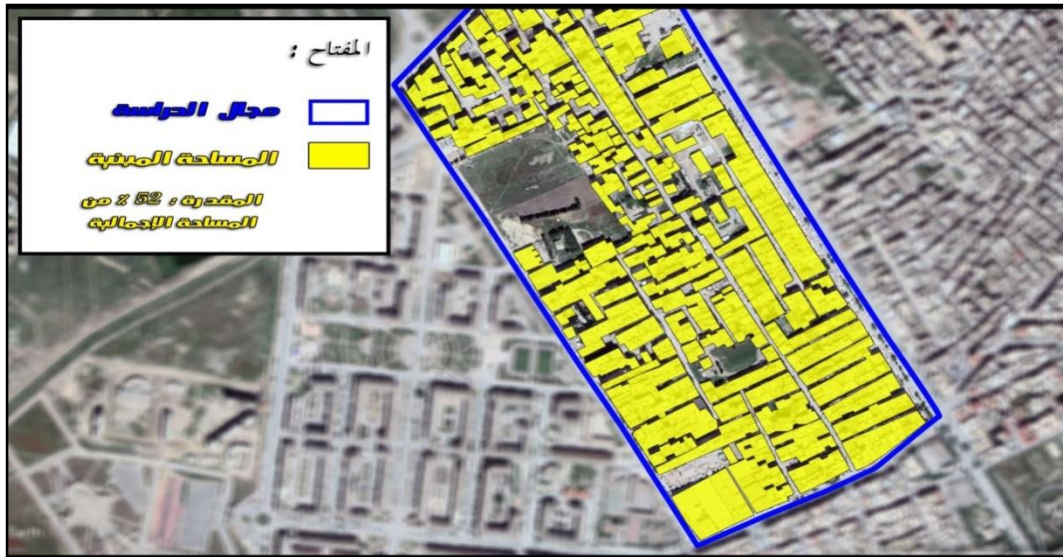 المفتاح :
مجال الدراسة
المساحة المبنية
المقدرة : 52 ٪ من
المساحة الإجمالية